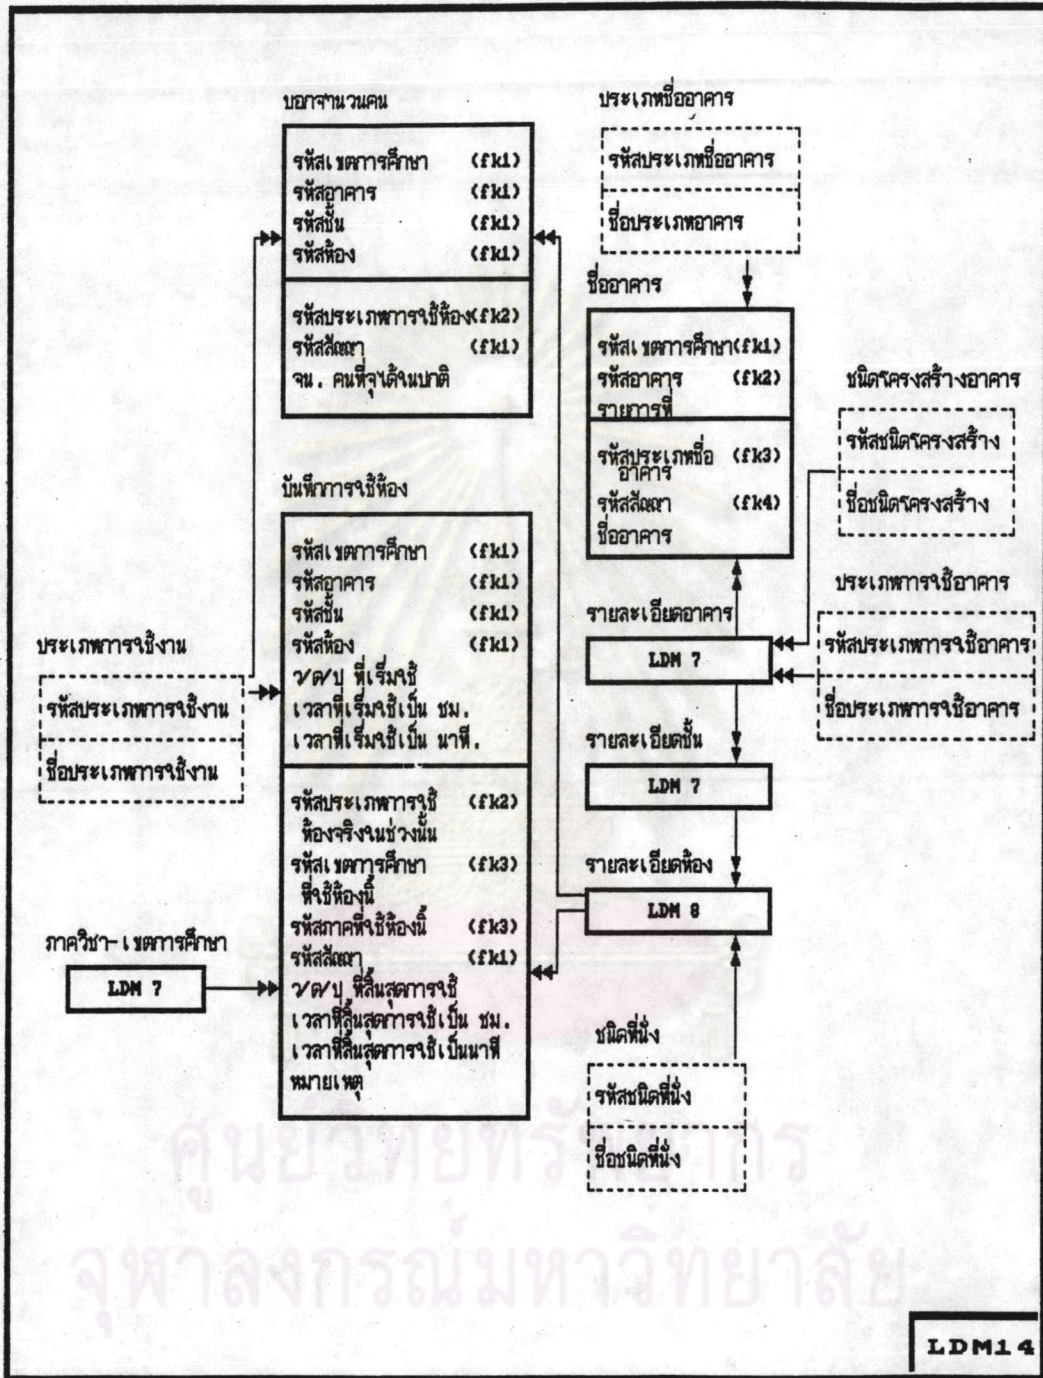 บอกจำนวนคน
รหัสเขตการศึกษา (fk1)
รหัสอาคาร (fk1)
รหัสชั้น (fk1)
รหัสห้อง (fk1)
รหัสประเภทการใช้ห้อง(fk2)
รหัสสัญญา (fk1)
จน. คนที่จุได้ในปกติ
ประเภทชื่ออาคาร
รหัสประเภทชื่ออาคาร
ชื่อประเภทอาคาร
ชื่ออาคาร
รหัสเขตการศึกษา(fk1)
รหัสอาคาร (fk2)
รายการที่
รหัสประเภทชื่อ (fk3)
อาคาร
รหัสสัญญา (fk4)
ชื่ออาคาร
ชนิดโครงสร้างอาคาร
รหัสชนิดโครงสร้าง
ชื่อชนิดโครงสร้าง
ประเภทการใช้อาคาร
รหัสประเภทการใช้อาคาร
ชื่อประเภทการใช้อาคาร
บันทึกการใช้ห้อง
รหัสเขตการศึกษา (fk1)
รหัสอาคาร (fk1)
รหัสชั้น (fk1)
รหัสห้อง (fk1)
ว/ด/ป ที่เริ่มใช้
เวลาที่เริ่มใช้เป็น ชม.
เวลาที่เริ่มใช้เป็น นาที.
รหัสประเภทการใช้ (fk2)
ห้องจริงในช่วงนั้น
รหัสเขตการศึกษา (fk3)
ที่ใช้ห้องนี้
รหัสภาคที่ใช้ห้องนี้ (fk3)
รหัสสัญญา (fk1)
ว/ด/ป ที่สิ้นสุดการใช้
เวลาที่สิ้นสุดการใช้เป็น ชม.
เวลาที่สิ้นสุดการใช้เป็นนาที
หมายเหตุ
ประเภทการใช้งาน
รหัสประเภทการใช้งาน
ชื่อประเภทการใช้งาน
ภาควิชา-เขตการศึกษา
LDM 7
รายละเอียดอาคาร
LDM 7
รายละเอียดชั้น
LDM 7
รายละเอียดห้อง
LDM 8
ชนิดที่นั่ง
รหัสชนิดที่นั่ง
ชื่อชนิดที่นั่ง
ศูนย์วิทยทรัพยากร
จุฬาลงกรณ์มหาวิทยาลัย
LDM14